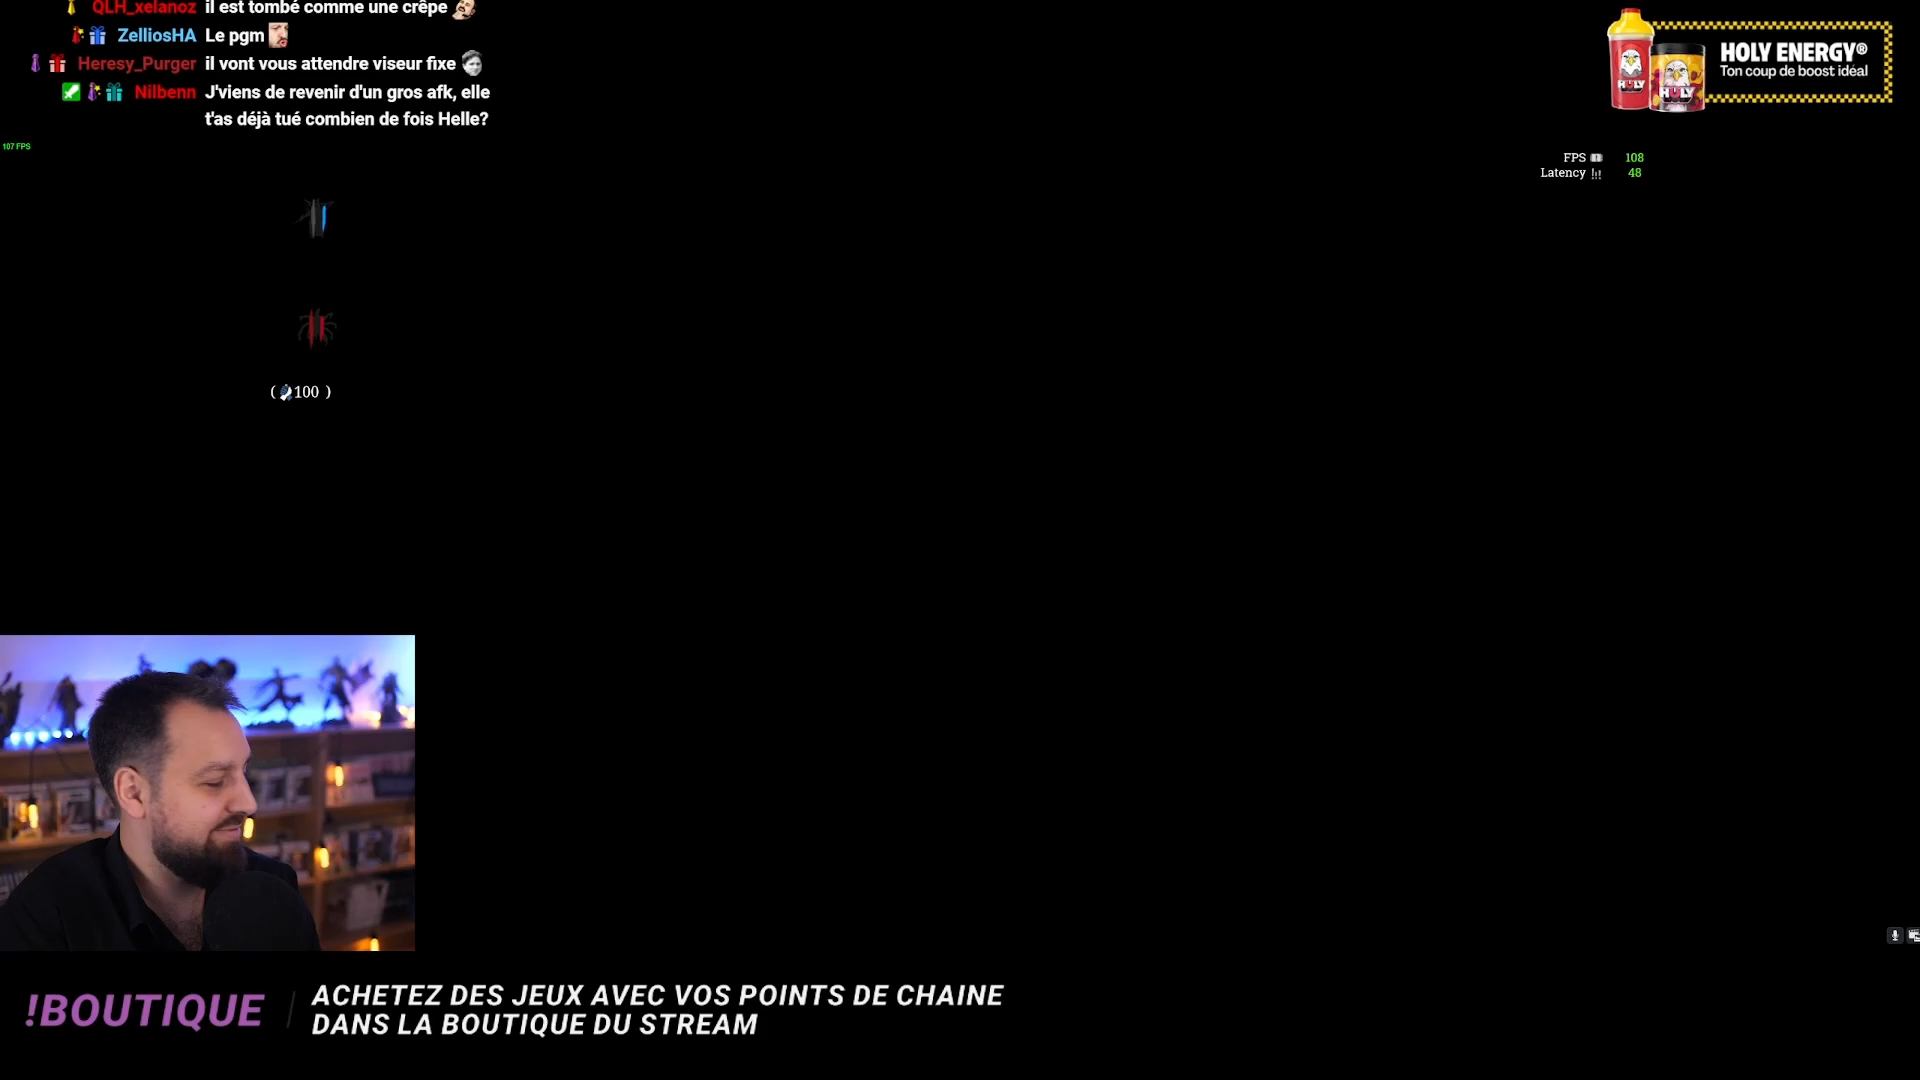 QLH_xelanoz il est tombé comme une crêpe
ZelliosHA Le pgm
Heresy_Purger il vont vous attendre viseur fixe
Nilbenn J'viens de revenir d'un gros afk, elle
t'as déjà tué combien de fois Helle?
HOLY ENERGY®
Ton coup de boost idéal
HOLY
HOLY
107 FPS
FPS 108
Latency 48
( 100 )
!BOUTIQUE
ACHETEZ DES JEUX AVEC VOS POINTS DE CHAINE
DANS LA BOUTIQUE DU STREAM